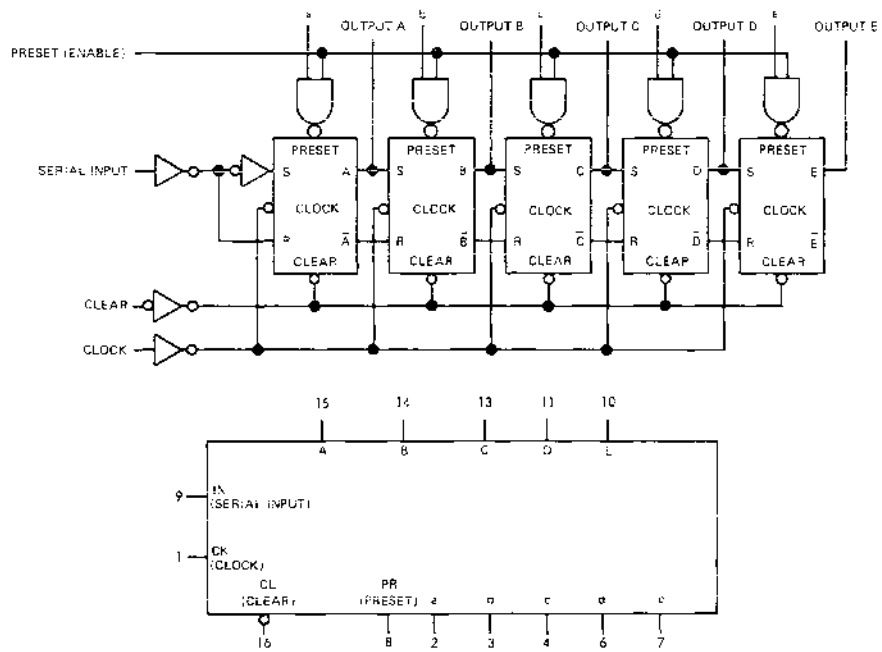 a OUTPUT A b OUTPUT B c OUTPUT C d OUTPUT D e OUTPUT E
PRESET (ENABLE)
PRESET PRESET PRESET PRESET PRESET
SERIAL INPUT S A S B S C S D S E
CLOCK CLOCK CLOCK CLOCK CLOCK
R A̅ R B̅ R C̅ R D̅ R E̅
CLEAR CLEAR CLEAR CLEAR CLEAR
CLEAR
CLOCK
15 14 13 11 10
A B C D E
9 IN
(SERIAL INPUT)
1 CK
(CLOCK)
CL PR
(CLEAR) (PRESET) a b c d e
16 8 2 3 4 6 7